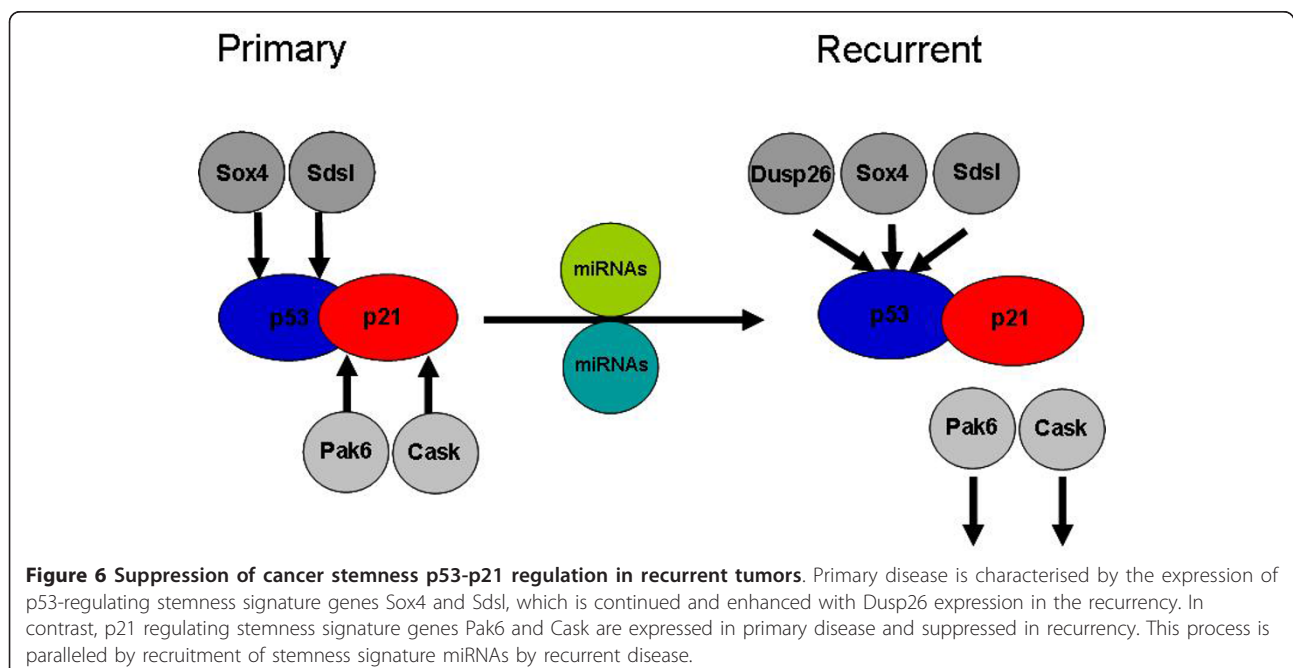 Primary
Recurrent
Sox4 Sdsl
Dusp26 Sox4 Sdsl
miRNAs
p53 p21
p53 p21
miRNAs
Pak6 Cask
Pak6 Cask
Figure 6 Suppression of cancer stemness p53-p21 regulation in recurrent tumors. Primary disease is characterised by the expression of
p53-regulating stemness signature genes Sox4 and Sdsl, which is continued and enhanced with Dusp26 expression in the recurrency. In
contrast, p21 regulating stemness signature genes Pak6 and Cask are expressed in primary disease and suppressed in recurrency. This process is
paralleled by recruitment of stemness signature miRNAs by recurrent disease.